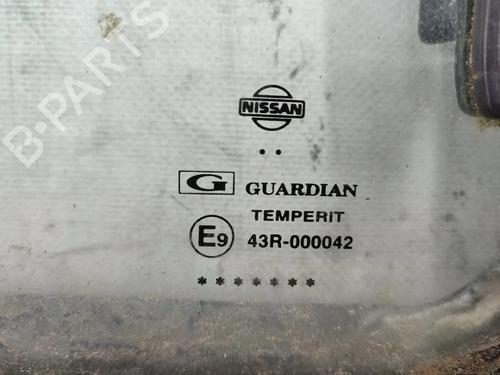 B-PARTS
NISSAN
G GUARDIAN
TEMPERIT
E9 43R-000042
*******